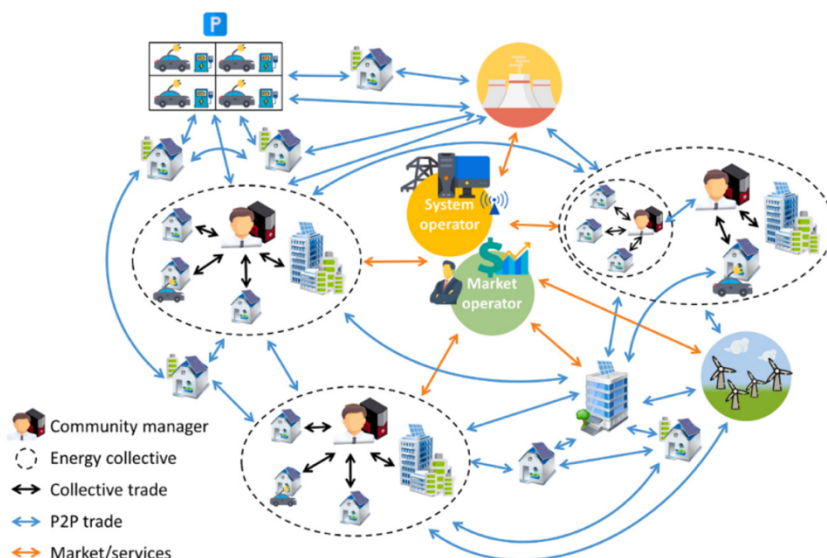 P
System
operator
Market
operator
Community manager
Energy collective
Collective trade
P2P trade
Market/services